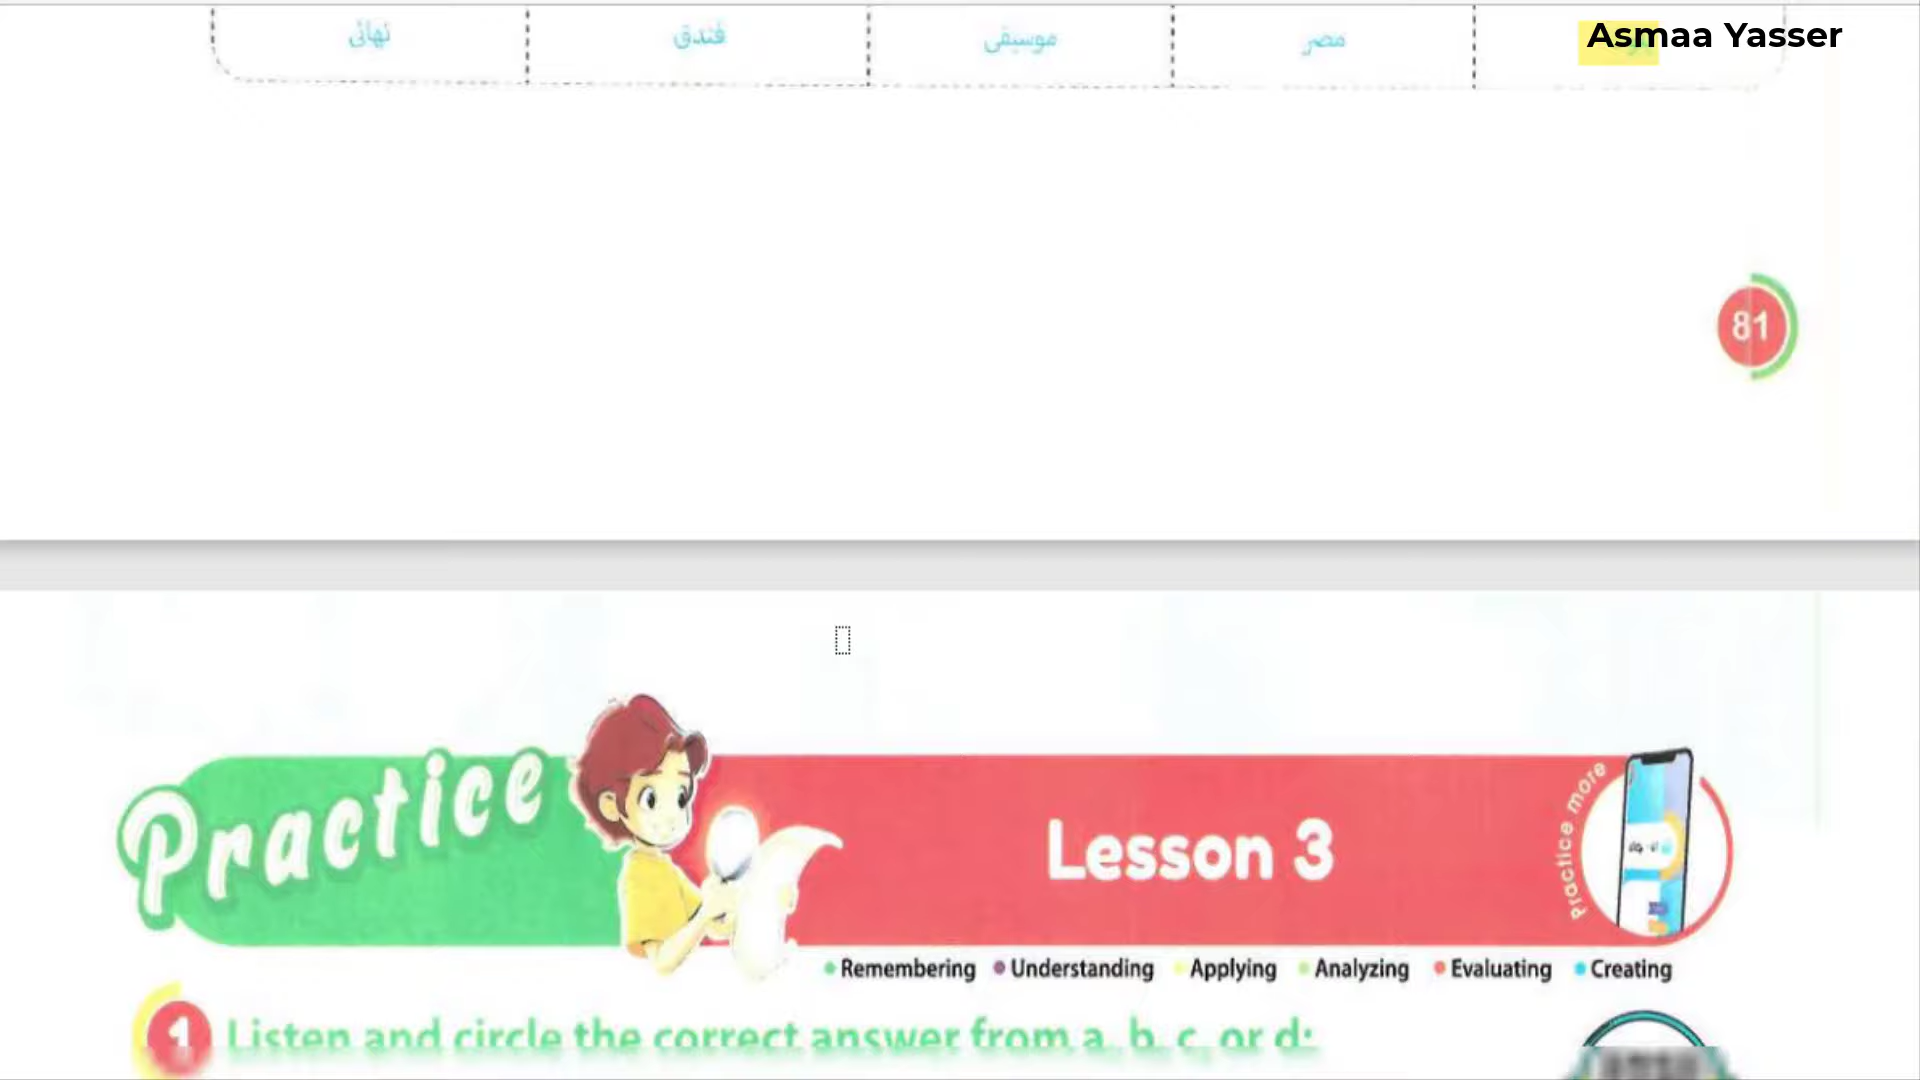 Asmaa Yasser
نهائى
فندق
موسيقى
مصر
81
Practice
Lesson 3
Practice more
Remembering Understanding Applying Analyzing Evaluating Creating
1 Listen and circle the correct answer from a, b, c, or d: